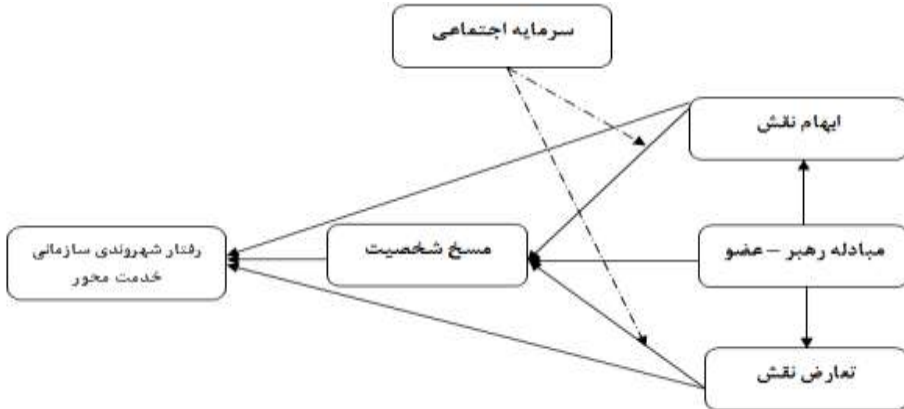 سرمایه اجتماعی
ابهام نقش
مبادله رهبر – عضو
مسخ شخصیت
رفتار شهروندی سازمانی
خدمت محور
تعارض نقش